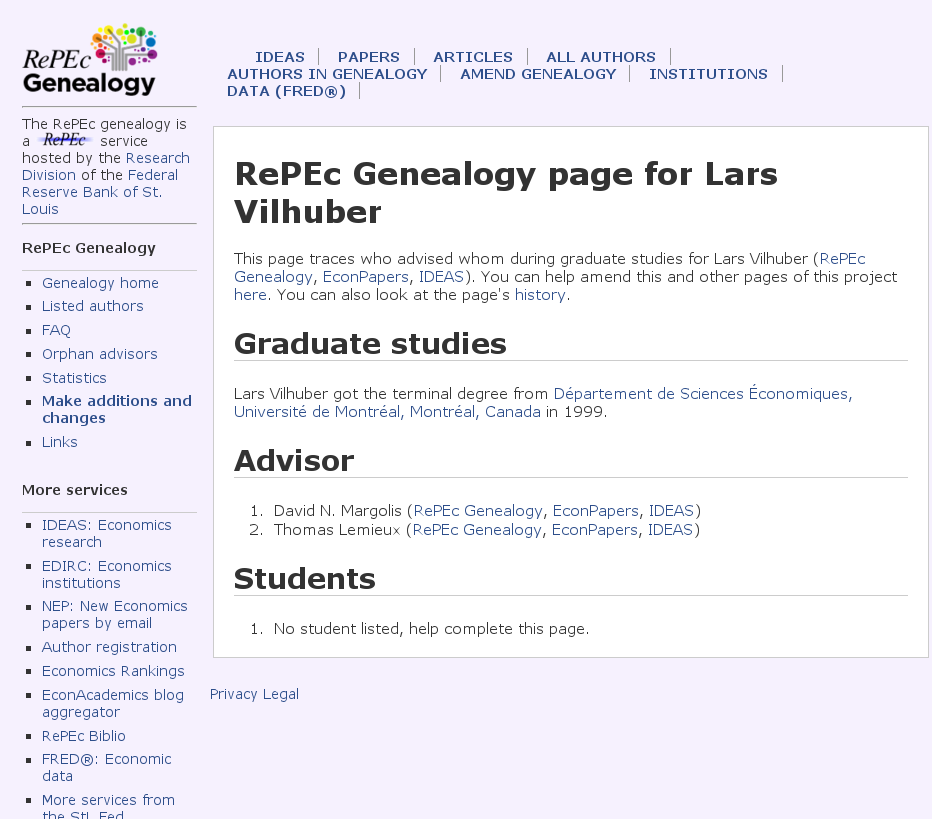 RePEc
Genealogy
IDEAS
PAPERS
ARTICLES
ALL AUTHORS
AUTHORS IN GENEALOGY
AMEND GENEALOGY
INSTITUTIONS
DATA (FRED®)
The RePEc genealogy is
a RePEc service
hosted by the Research
Division of the Federal
Reserve Bank of St.
Louis
RePEc Genealogy
Genealogy home
Listed authors
FAQ
Orphan advisors
Statistics
Make additions and
changes
Links
More services
IDEAS: Economics
research
EDIRC: Economics
institutions
NEP: New Economics
papers by email
Author registration
Economics Rankings
EconAcademics blog
aggregator
RePEc Biblio
FRED®: Economic
data
More services from
the StL Fed
RePEc Genealogy page for Lars
Vilhuber
This page traces who advised whom during graduate studies for Lars Vilhuber (RePEc
Genealogy, EconPapers, IDEAS). You can help amend this and other pages of this project
here. You can also look at the page's history.
Graduate studies
Lars Vilhuber got the terminal degree from Département de Sciences Économiques,
Université de Montréal, Montréal, Canada in 1999.
Advisor
1. David N. Margolis (RePEc Genealogy, EconPapers, IDEAS)
2. Thomas Lemieux (RePEc Genealogy, EconPapers, IDEAS)
Students
1. No student listed, help complete this page.
Privacy Legal